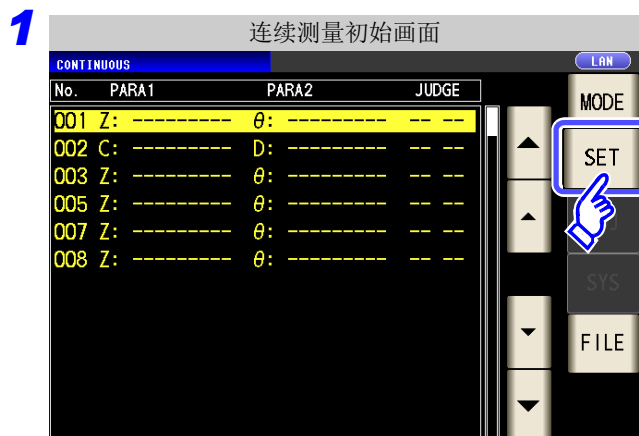 1
连续测量初始画面
CONTINUOUS
LAN
No. PARA1 PARA2 JUDGE
001 Z: --------- θ: --------- -- --
002 C: --------- D: --------- -- --
003 Z: --------- θ: --------- -- --
005 Z: --------- θ: --------- -- --
007 Z: --------- θ: --------- -- --
008 Z: --------- θ: --------- -- --
MODE
SET
SYS
FILE